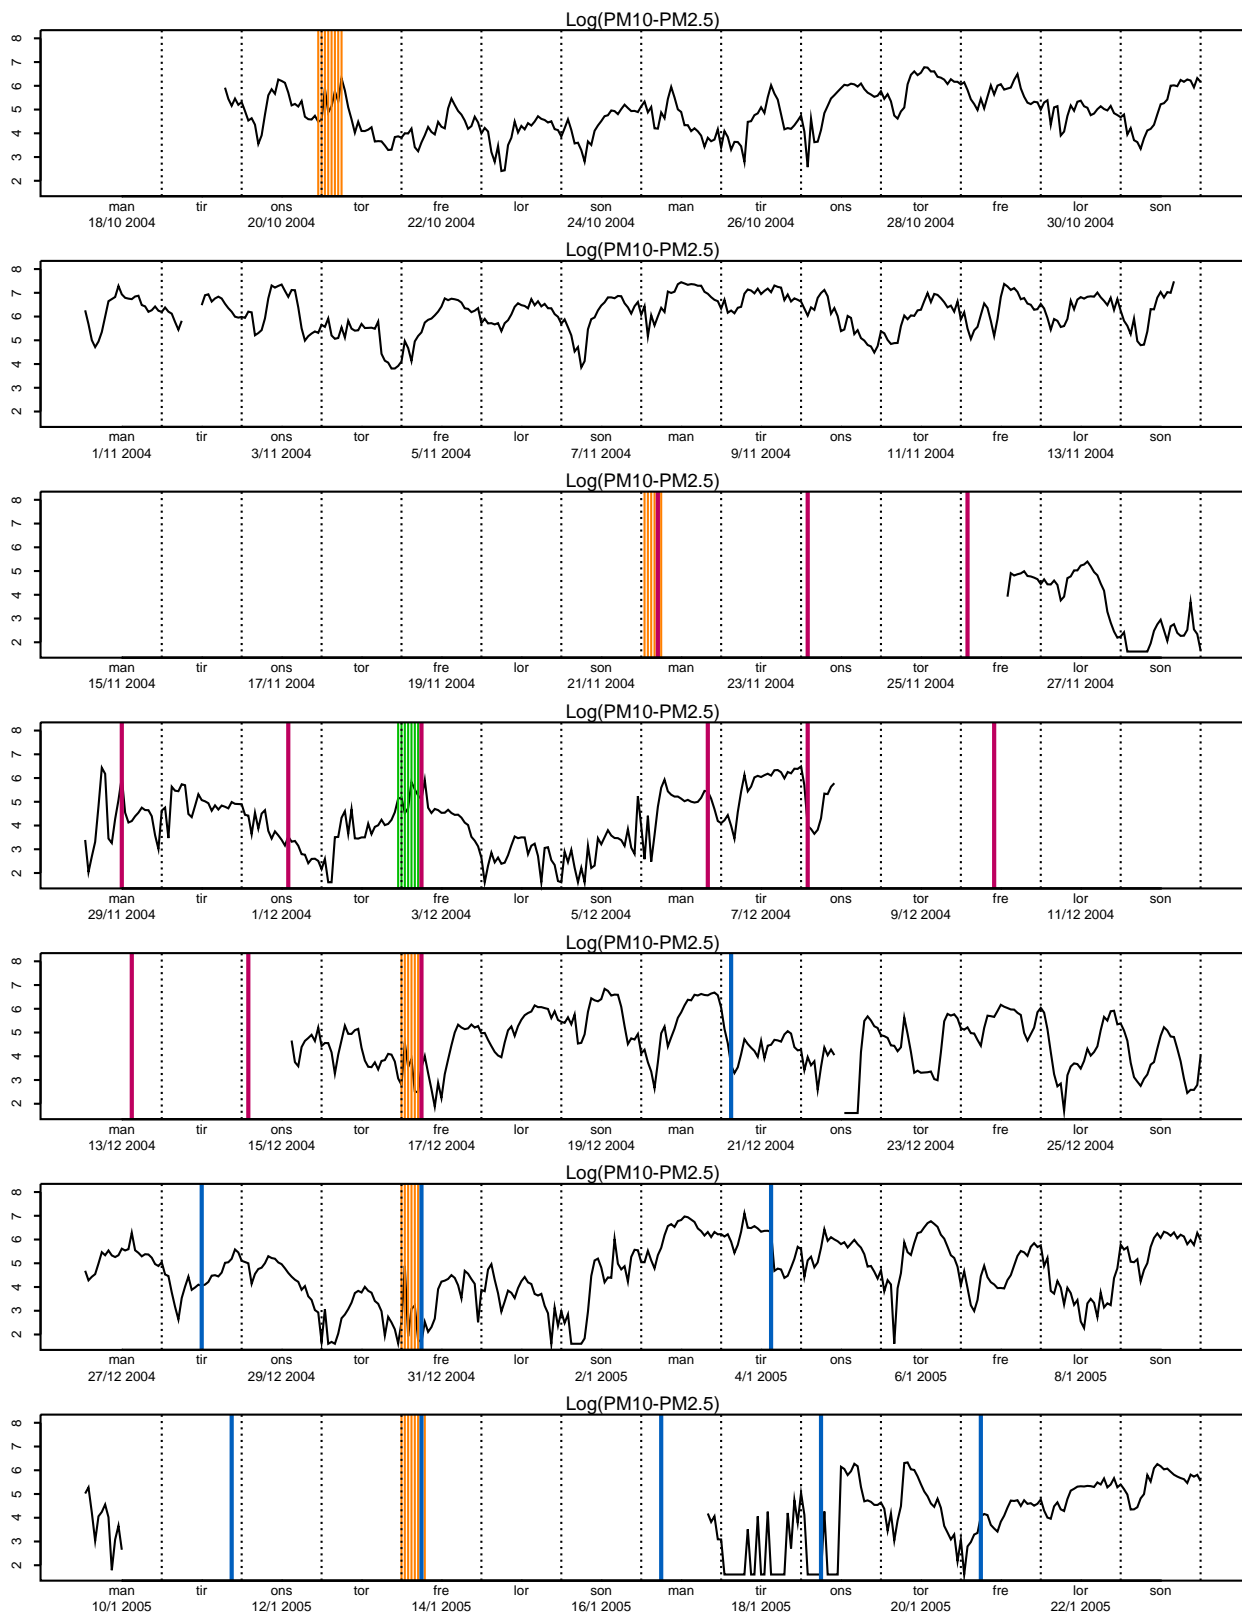 Log(PM10-PM2.5)
2 3 4 5 6 7 8
man tir ons tor fre lor son man tir ons tor fre lor son
18/10 2004 20/10 2004 22/10 2004 24/10 2004 26/10 2004 28/10 2004 30/10 2004
Log(PM10-PM2.5)
2 3 4 5 6 7 8
man tir ons tor fre lor son man tir ons tor fre lor son
1/11 2004 3/11 2004 5/11 2004 7/11 2004 9/11 2004 11/11 2004 13/11 2004
Log(PM10-PM2.5)
2 3 4 5 6 7 8
man tir ons tor fre lor son man tir ons tor fre lor son
15/11 2004 17/11 2004 19/11 2004 21/11 2004 23/11 2004 25/11 2004 27/11 2004
Log(PM10-PM2.5)
2 3 4 5 6 7 8
man tir ons tor fre lor son man tir ons tor fre lor son
29/11 2004 1/12 2004 3/12 2004 5/12 2004 7/12 2004 9/12 2004 11/12 2004
Log(PM10-PM2.5)
2 3 4 5 6 7 8
man tir ons tor fre lor son man tir ons tor fre lor son
13/12 2004 15/12 2004 17/12 2004 19/12 2004 21/12 2004 23/12 2004 25/12 2004
Log(PM10-PM2.5)
2 3 4 5 6 7 8
man tir ons tor fre lor son man tir ons tor fre lor son
27/12 2004 29/12 2004 31/12 2004 2/1 2005 4/1 2005 6/1 2005 8/1 2005
Log(PM10-PM2.5)
2 3 4 5 6 7 8
man tir ons tor fre lor son man tir ons tor fre lor son
10/1 2005 12/1 2005 14/1 2005 16/1 2005 18/1 2005 20/1 2005 22/1 2005